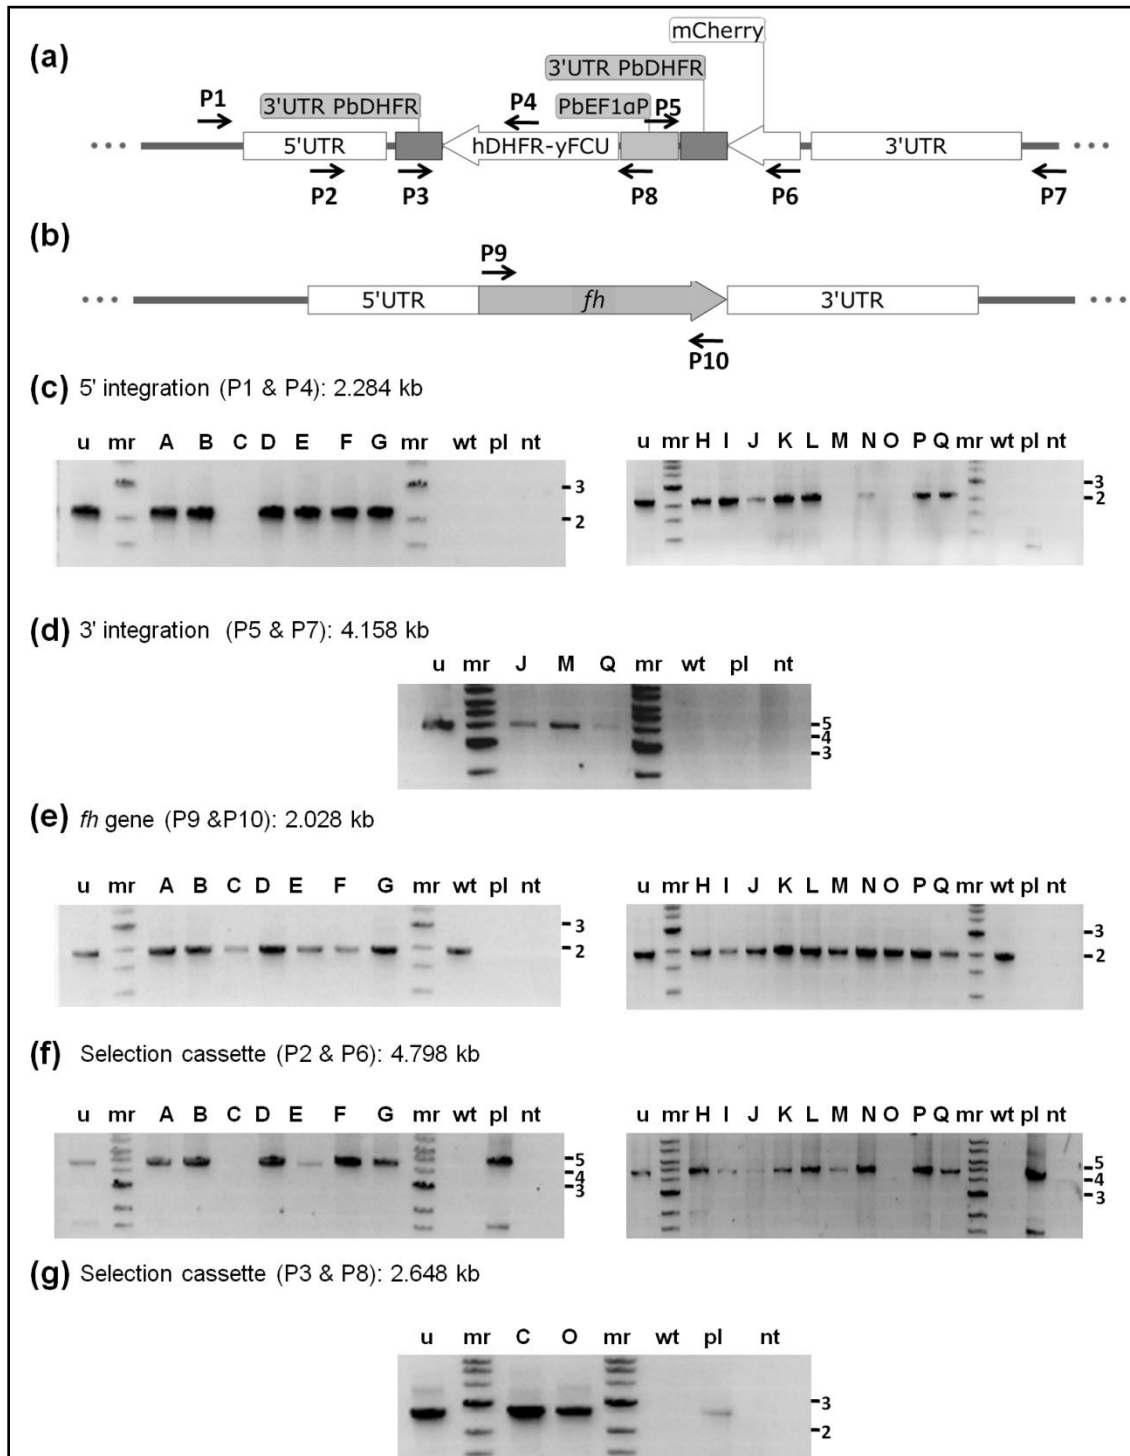 (a)
mCherry
3'UTR PbDHFR
P1 3'UTR PbDHFR P4 PbEF1αP P5
5'UTR hDHFR-yFCU 3'UTR
P2 P3 P8 P6 P7
(b)
P9
5'UTR fh 3'UTR
P10
(c) 5' integration (P1 & P4): 2.284 kb
u mr A B C D E F G mr wt pl nt
3
2
u mr H I J K L M N O P Q mr wt pl nt
3
2
(d) 3' integration (P5 & P7): 4.158 kb
u mr J M Q mr wt pl nt
5
4
3
(e) fh gene (P9 &P10): 2.028 kb
u mr A B C D E F G mr wt pl nt
3
2
u mr H I J K L M N O P Q mr wt pl nt
3
2
(f) Selection cassette (P2 & P6): 4.798 kb
u mr A B C D E F G mr wt pl nt
5
4
3
u mr H I J K L M N O P Q mr wt pl nt
5
4
3
(g) Selection cassette (P3 & P8): 2.648 kb
u mr C O mr wt pl nt
3
2